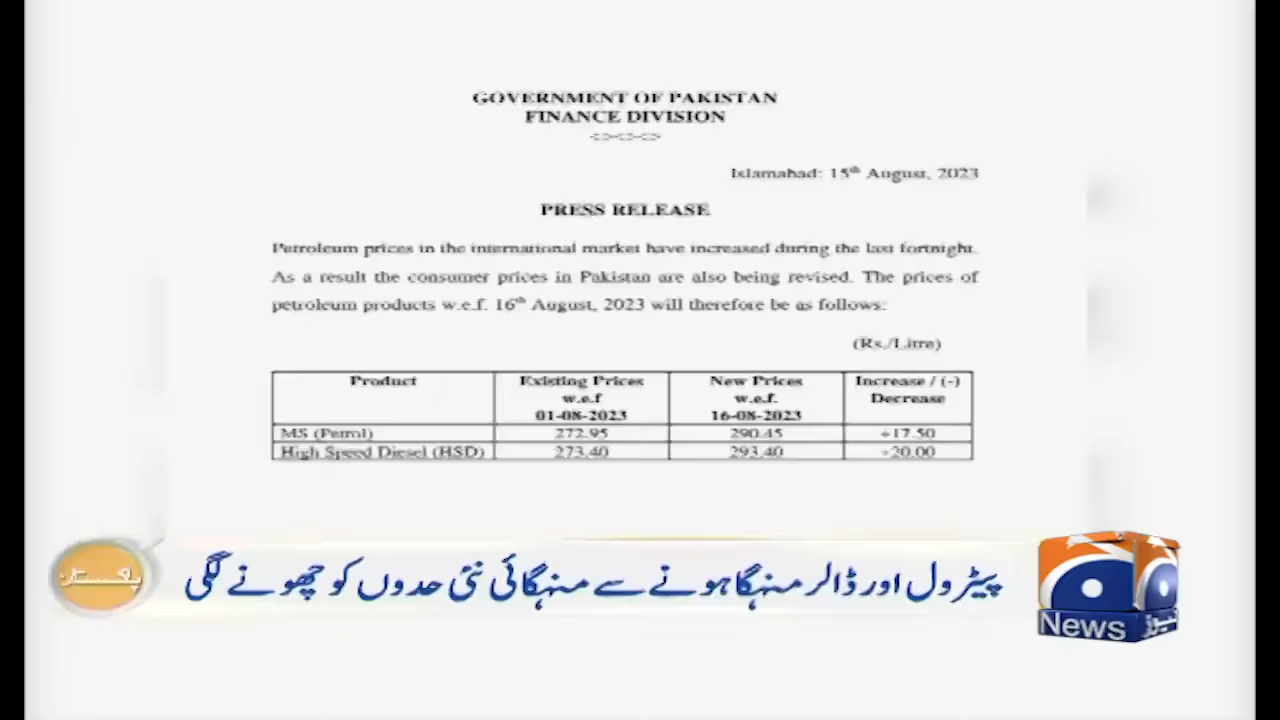 GOVERNMENT OF PAKISTAN
FINANCE DIVISION
Islamabad: 15th August, 2023
PRESS RELEASE
Petroleum prices in the international market have increased during the last fortnight.
As a result the consumer prices in Pakistan are also being revised. The prices of
petroleum products w.e.f. 16th August, 2023 will therefore be as follows:
(Rs./Litre)
Product Existing Prices w.e.f 01-08-2023 New Prices w.e.f. 16-08-2023 Increase / (-) Decrease
MS (Petrol) 272.95 290.45 +17.50
High Speed Diesel (HSD) 273.40 293.40 +20.00
پاکستان
پیٹرول اور ڈالر مہنگا ہونے سے مہنگائی نئی حدوں کو چھونے لگی
News نیوز